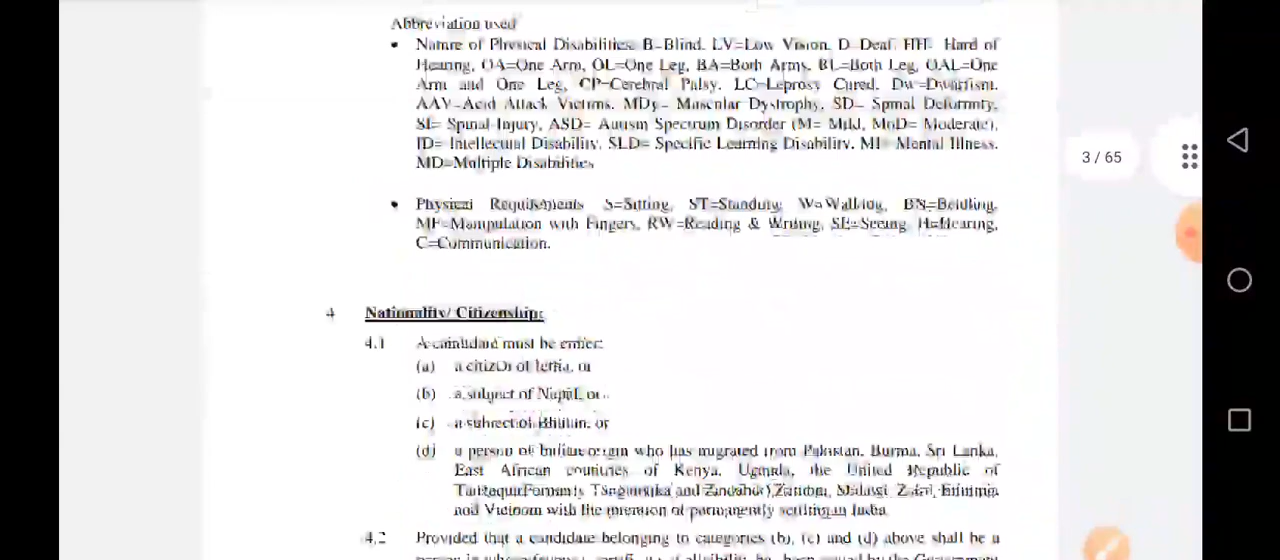 Abbreviation used
• Nature of Physical Disabilities: B=Blind, LV=Low Vision, D=Deaf, HH= Hard of
Hearing, OA=One Arm, OL=One Leg, BA=Both Arms, BL=Both Leg, OAL=One
Arm and One Leg, CP=Cerebral Palsy, LC=Leprosy Cured, Dw=Dwarfism,
AAV=Acid Attack Victims, MDy= Muscular Dystrophy, SD= Spinal Deformity,
SI= Spinal Injury, ASD= Autism Spectrum Disorder (M= Mild, MoD= Moderate),
ID= Intellectual Disability, SLD= Specific Learning Disability, MI= Mental Illness,
MD=Multiple Disabilities
3 / 65
• Physical Requirements S=Sitting, ST=Standing, W=Walking, BN=Bending,
MF=Manipulation with Fingers, RW=Reading & Writing, SE=Seeing, H=Hearing,
C=Communication.
4 Nationality/ Citizenship:
4.1 A candidate must be either:
(a) a citizen of India, or
(b) a subject of Nepal, or
(c) a subject of Bhutan, or
(d) a person of origin who has migrated from Pakistan, Burma, Sri Lanka,
East African countries of Kenya, Uganda, the United Republic of
and Zambia, Malawi,
and Vietnam with the intention of permanently settling in India.
4.2 Provided that a candidate belonging to categories (b), (c) and (d) above shall be a